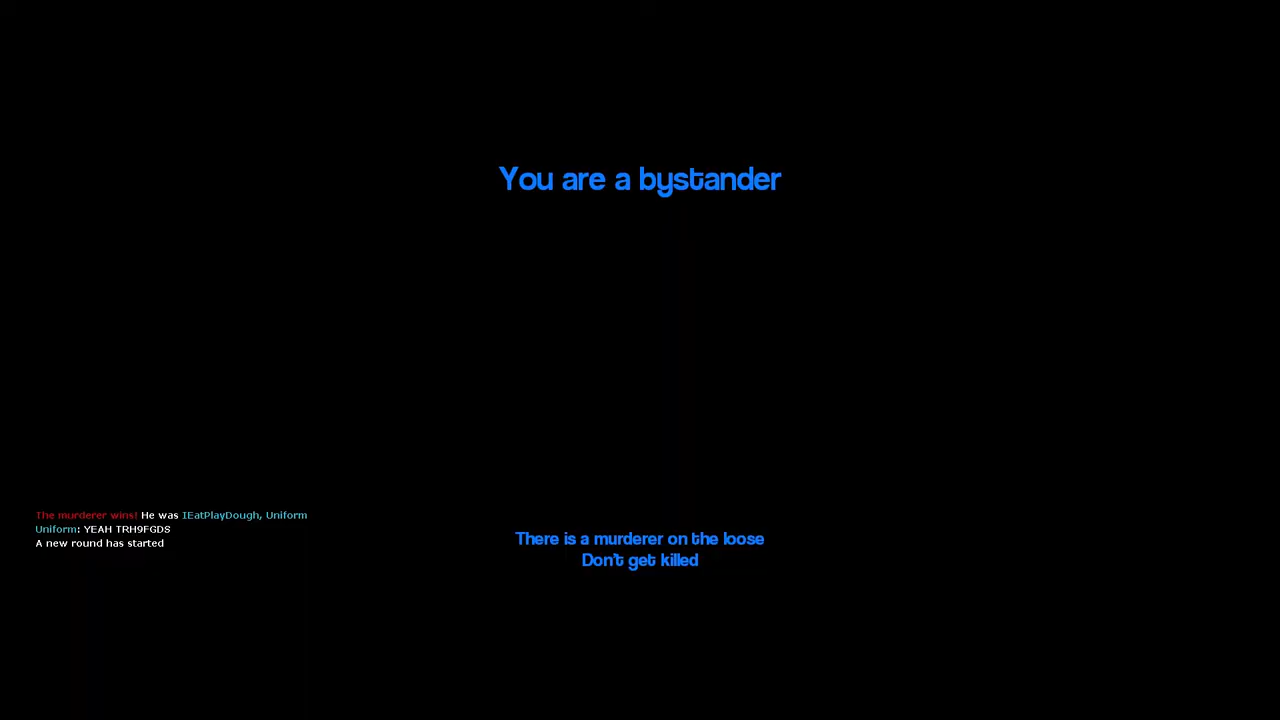 You are a bystander
The murderer wins! He was IEatPlayDough, Uniform
Uniform: YEAH TRH9FGDS
A new round has started
There is a murderer on the loose
Don't get killed